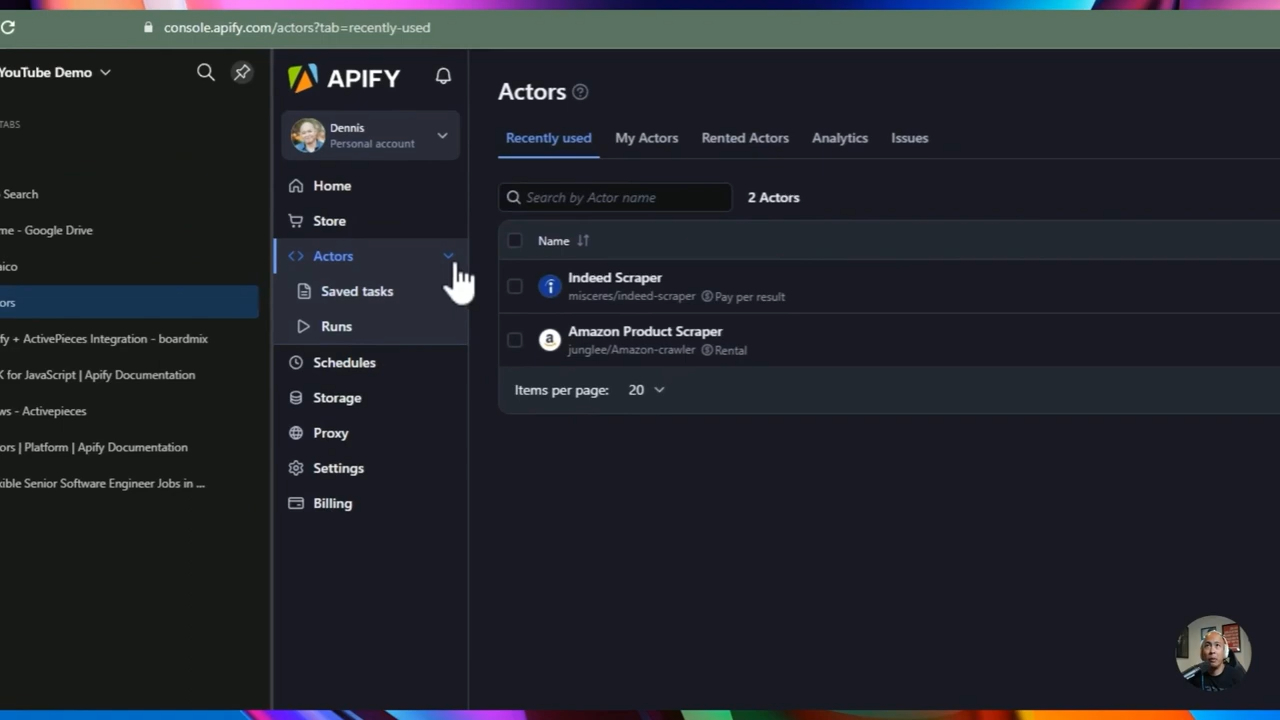 console.apify.com/actors?tab=recently-used
YouTube Demo
TABS
Search
me - Google Drive
ico
ors
fy + ActivePieces Integration - boardmix
K for JavaScript | Apify Documentation
ws - Activepieces
ors | Platform | Apify Documentation
xible Senior Software Engineer Jobs in ...
APIFY
Dennis
Personal account
Home
Store
Actors
Saved tasks
Runs
Schedules
Storage
Proxy
Settings
Billing
Actors
Recently used My Actors Rented Actors Analytics Issues
Search by Actor name 2 Actors
Name
Indeed Scraper
misceres/indeed-scraper Pay per result
a
Amazon Product Scraper
junglee/Amazon-crawler Rental
Items per page: 20